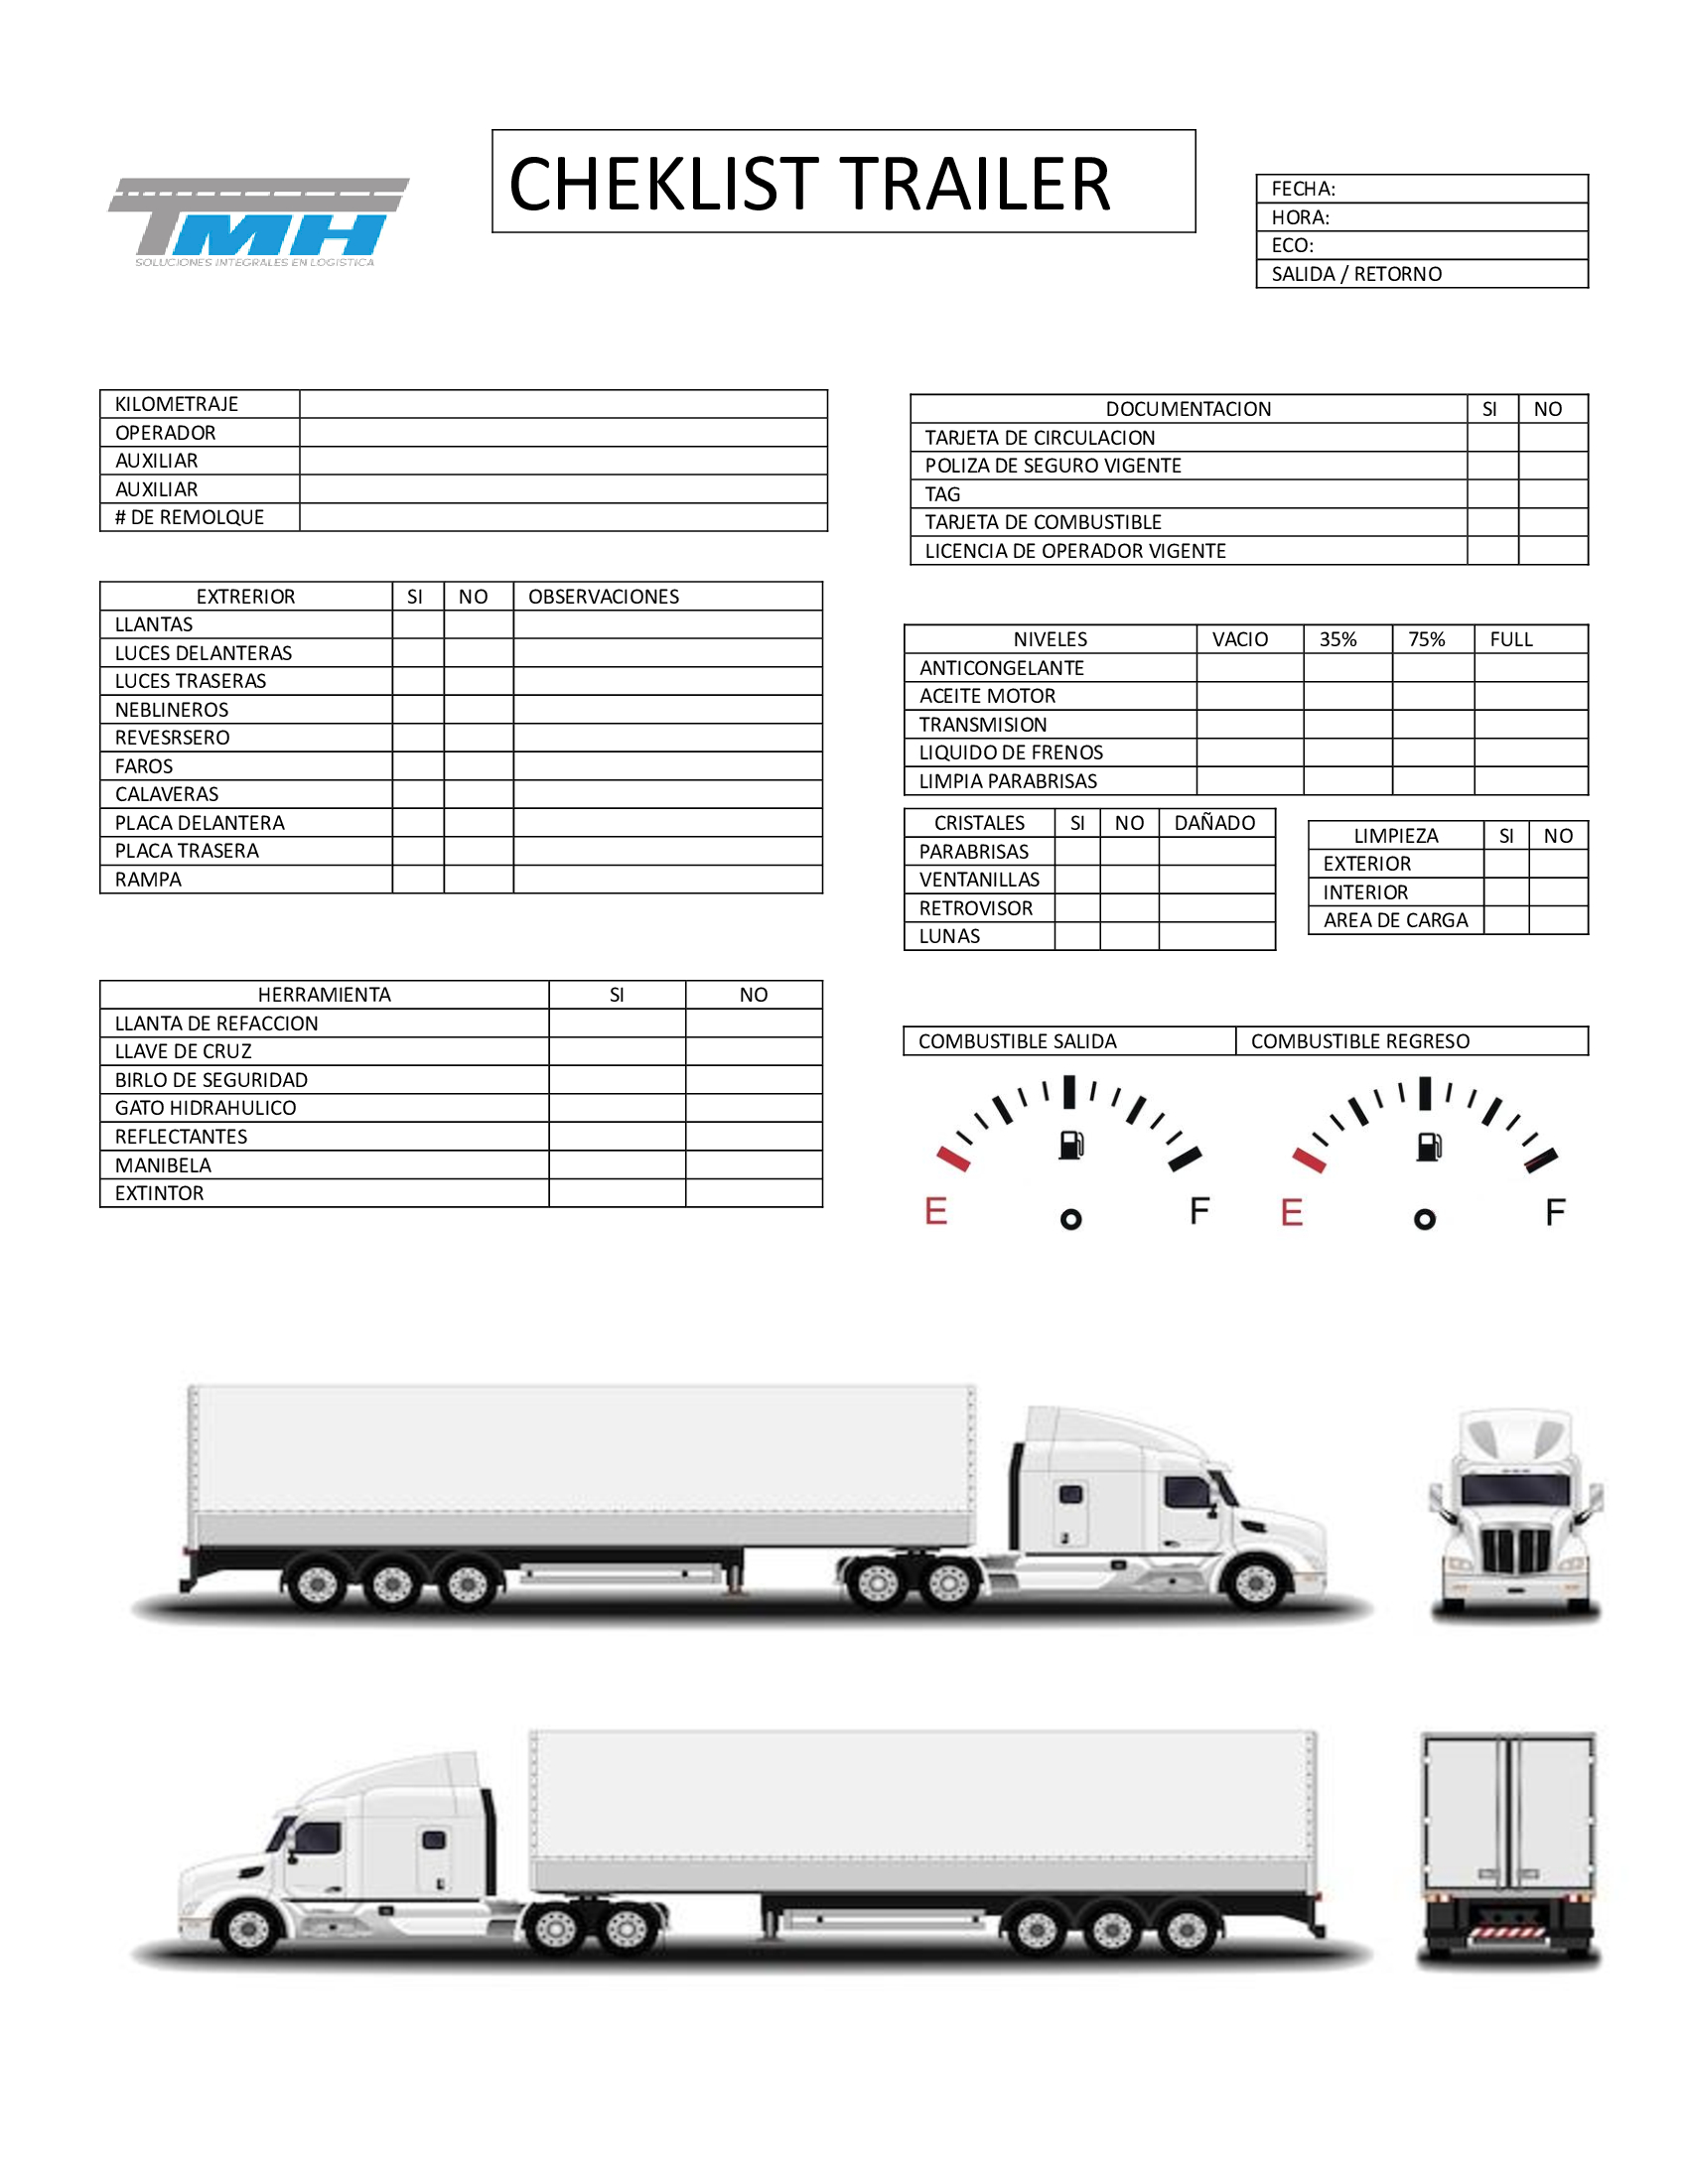 CHEKLIST TRAILER
TMH
SOLUCIONES INTEGRALES EN LOGISTICA
FECHA:
HORA:
ECO:
SALIDA / RETORNO
KILOMETRAJE
OPERADOR
AUXILIAR
AUXILIAR
# DE REMOLQUE
DOCUMENTACION SI NO
TARJETA DE CIRCULACION
POLIZA DE SEGURO VIGENTE
TAG
TARJETA DE COMBUSTIBLE
LICENCIA DE OPERADOR VIGENTE
EXTRERIOR SI NO OBSERVACIONES
LLANTAS
LUCES DELANTERAS
LUCES TRASERAS
NEBLINEROS
REVESRSERO
FAROS
CALAVERAS
PLACA DELANTERA
PLACA TRASERA
RAMPA
NIVELES VACIO 35% 75% FULL
ANTICONGELANTE
ACEITE MOTOR
TRANSMISION
LIQUIDO DE FRENOS
LIMPIA PARABRISAS
CRISTALES SI NO DAÑADO
PARABRISAS
VENTANILLAS
RETROVISOR
LUNAS
LIMPIEZA SI NO
EXTERIOR
INTERIOR
AREA DE CARGA
HERRAMIENTA SI NO
LLANTA DE REFACCION
LLAVE DE CRUZ
BIRLO DE SEGURIDAD
GATO HIDRAHULICO
REFLECTANTES
MANIBELA
EXTINTOR
COMBUSTIBLE SALIDA COMBUSTIBLE REGRESO
E F E F